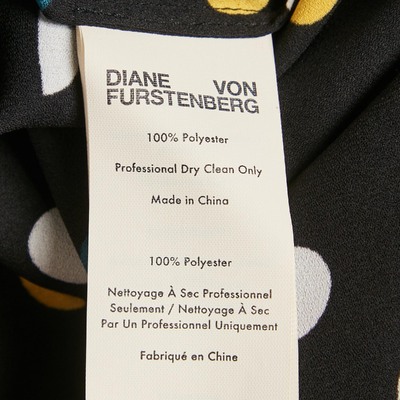 DIANE VON
FURSTENBERG
100% Polyester
Professional Dry Clean Only
Made in China
100% Polyester
Nettoyage À Sec Professionnel
Seulement / Nettoyage À Sec
Par Un Professionnel Uniquement
Fabriqué en Chine